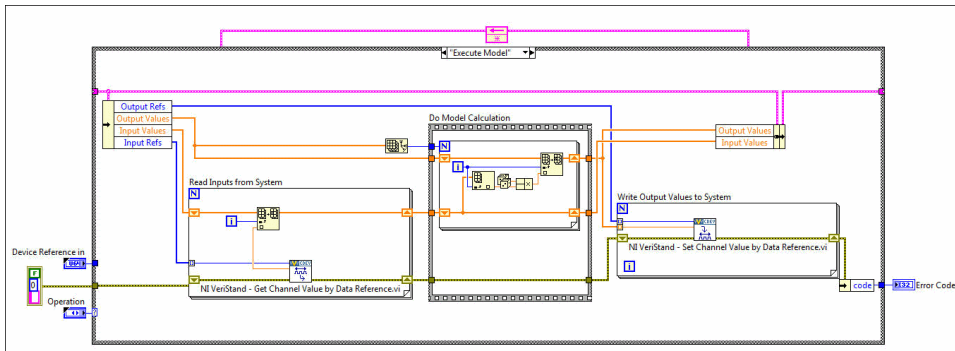 "Execute Model"
Output Refs
Output Values
Input Values
Input Refs
Do Model Calculation
N
i
Output Values
Input Values
Read Inputs from System
N
i
NI VeriStand - Get Channel Value by Data Reference.vi
Write Output Values to System
N
i
NI VeriStand - Set Channel Value by Data Reference.vi
Device Reference in
0
Operation
code
I32
Error Code